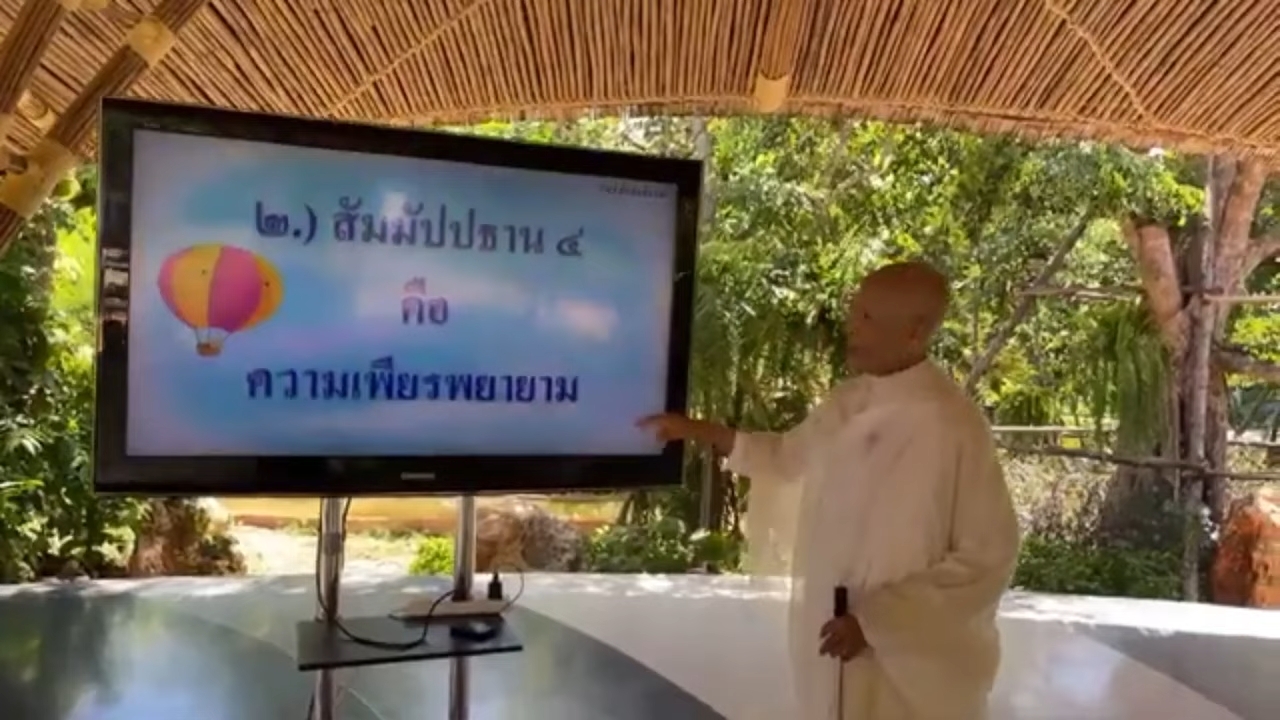 ๒.) สัมมัปปธาน ๔
คือ
ความเพียรพยายาม